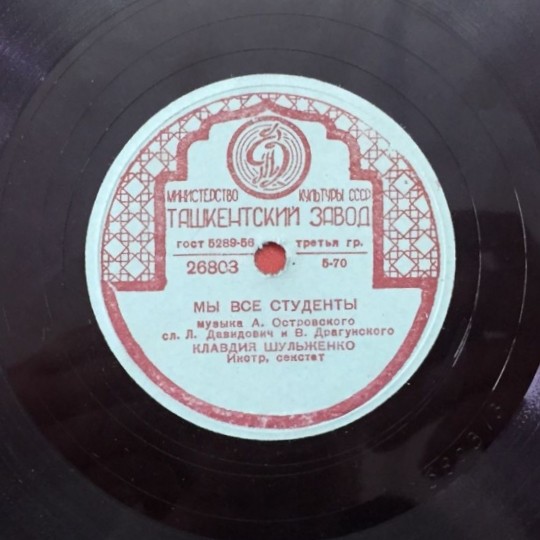 МИНИСТЕРСТВО КУЛЬТУРЫ СССР
ТАШКЕНТСКИЙ ЗАВОД
гост 5289-56 третья гр.
26803 5-70
МЫ ВСЕ СТУДЕНТЫ
музыка А. Островского
сл. Л. Давидович и В. Драгунского
КЛАВДИЯ ШУЛЬЖЕНКО
Инстр, секстет